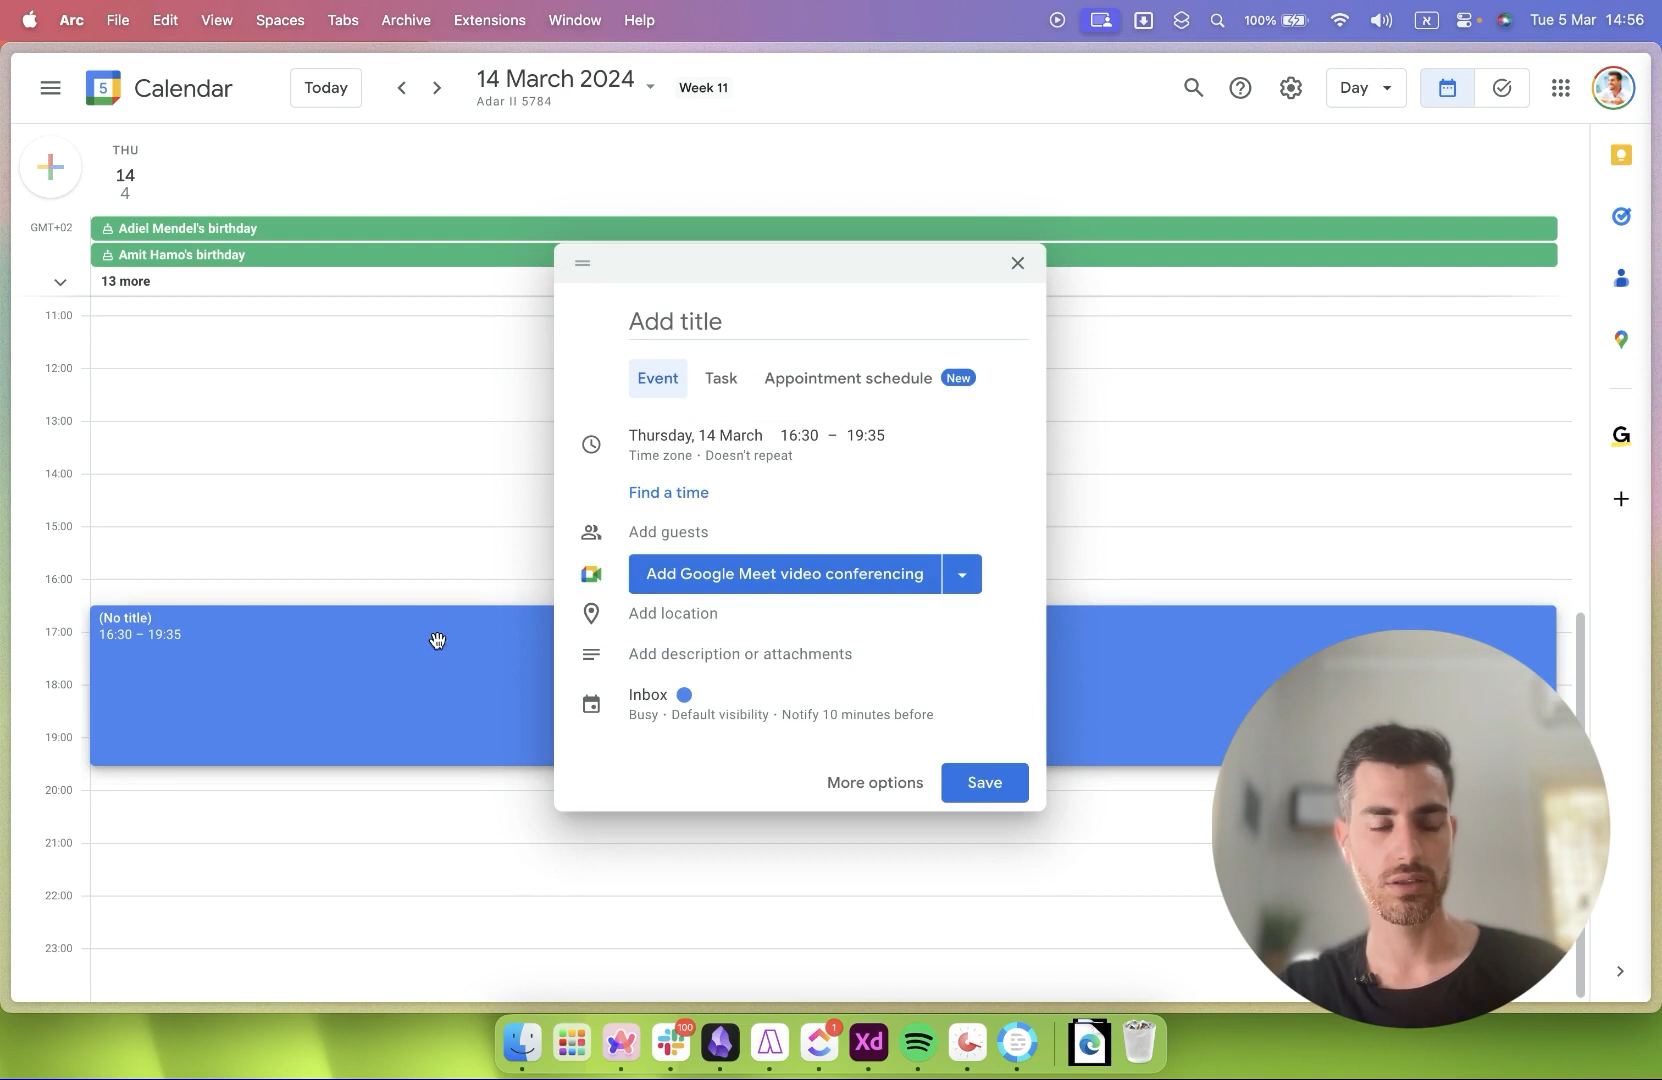 Arc File Edit View Spaces Tabs Archive Extensions Window Help 100% א Tue 5 Mar 14:56
5 Calendar Today 14 March 2024 Week 11 Day
Adar II 5784
THU
14
4
GMT+02 Adiel Mendel's birthday
Amit Hamo's birthday
13 more
11:00
12:00
13:00
14:00
15:00
16:00
17:00
18:00
19:00
20:00
21:00
22:00
23:00
(No title)
16:30 – 19:35
Add title
Event Task Appointment schedule New
Thursday, 14 March 16:30 – 19:35
Time zone · Doesn't repeat
Find a time
Add guests
Add Google Meet video conferencing
Add location
Add description or attachments
Inbox
Busy · Default visibility · Notify 10 minutes before
More options Save
G
100 1 Xd